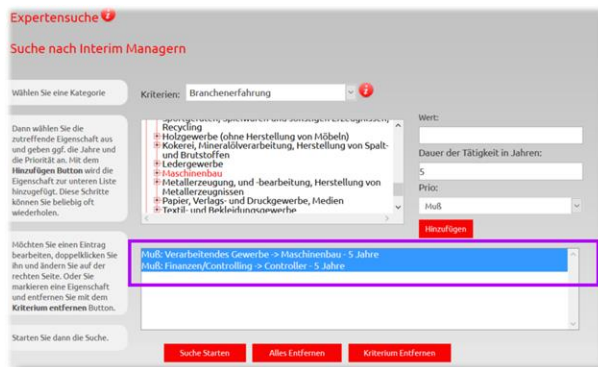 Expertensuche
Suche nach Interim Managern
Wählen Sie eine Kategorie
Kriterien: Branchenerfahrung
Dann wählen Sie die
zutreffende Eigenschaft aus
und geben ggf. die Jahre und
die Priorität an. Mit dem
Hinzufügen Button wird die
Eigenschaft zur unteren Liste
hinzugefügt. Diese Schritte
können Sie beliebig oft
wiederholen.
Sportgeräten, Spielwaren und sonstigen Erzeugnissen,
Recycling
Holzgewerbe (ohne Herstellung von Möbeln)
Kokerei, Mineralölverarbeitung, Herstellung von Spalt-
und Brutstoffen
Ledergewerbe
Maschinenbau
Metallerzeugung, und -bearbeitung, Herstellung von
Metallerzeugnissen
Papier, Verlags- und Druckgewerbe, Medien
Textil- und Bekleidungsgewerbe
Wert:
Dauer der Tätigkeit in Jahren:
5
Prio:
Muß
Hinzufügen
Möchten Sie einen Eintrag
bearbeiten, doppelklicken Sie
ihn und ändern Sie auf der
rechten Seite. Oder Sie
markieren eine Eigenschaft
und entfernen Sie mit dem
Kriterium entfernen Button.
Muß: Verarbeitendes Gewerbe -> Maschinenbau - 5 Jahre
Muß: Finanzen/Controlling -> Controller - 5 Jahre
Starten Sie dann die Suche.
Suche Starten
Alles Entfernen
Kriterium Entfernen